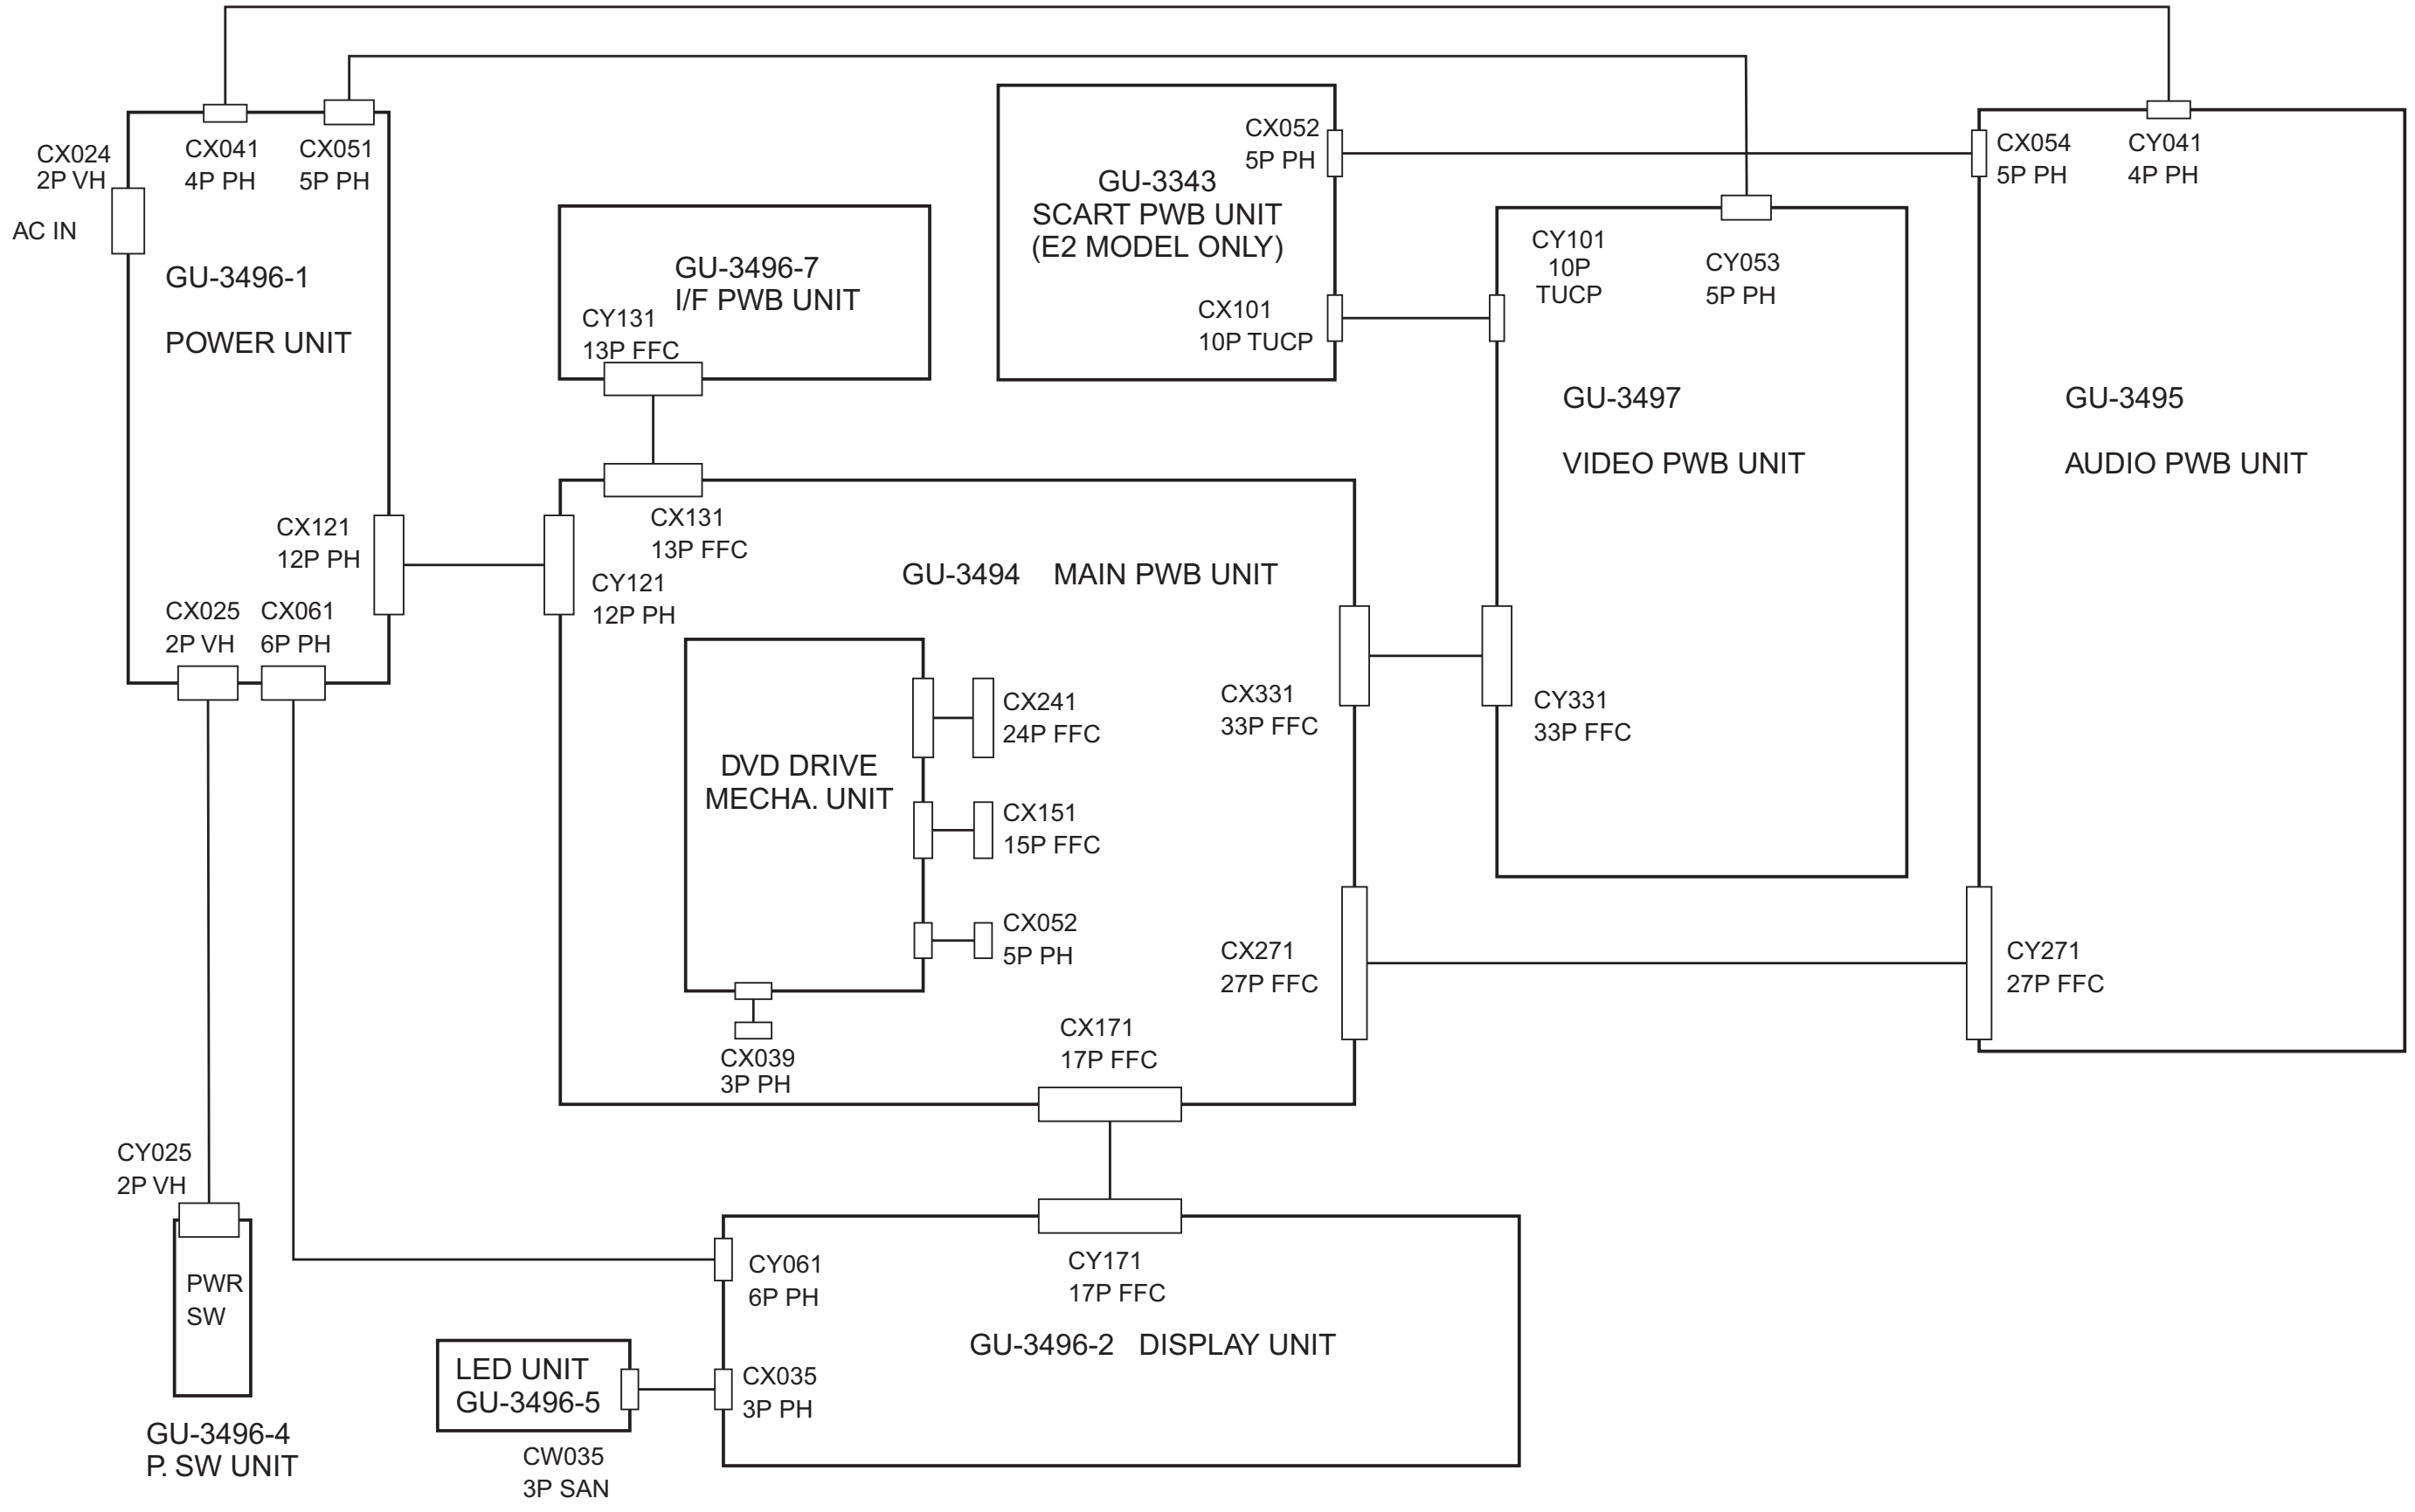 CX024
2P VH
AC IN
CX041
4P PH
CX051
5P PH
GU-3496-1
POWER UNIT
CX121
12P PH
CX025
2P VH
CX061
6P PH
GU-3496-7
I/F PWB UNIT
CY131
13P FFC
CX052
5P PH
GU-3343
SCART PWB UNIT
(E2 MODEL ONLY)
CX101
10P TUCP
CY101
10P
TUCP
CY053
5P PH
GU-3497
VIDEO PWB UNIT
CY331
33P FFC
CX054
5P PH
CY041
4P PH
GU-3495
AUDIO PWB UNIT
CY271
27P FFC
CX131
13P FFC
CY121
12P PH
GU-3494 MAIN PWB UNIT
DVD DRIVE
MECHA. UNIT
CX241
24P FFC
CX151
15P FFC
CX052
5P PH
CX039
3P PH
CX331
33P FFC
CX271
27P FFC
CX171
17P FFC
CY025
2P VH
PWR
SW
GU-3496-4
P. SW UNIT
CY061
6P PH
CY171
17P FFC
GU-3496-2 DISPLAY UNIT
CX035
3P PH
LED UNIT
GU-3496-5
CW035
3P SAN